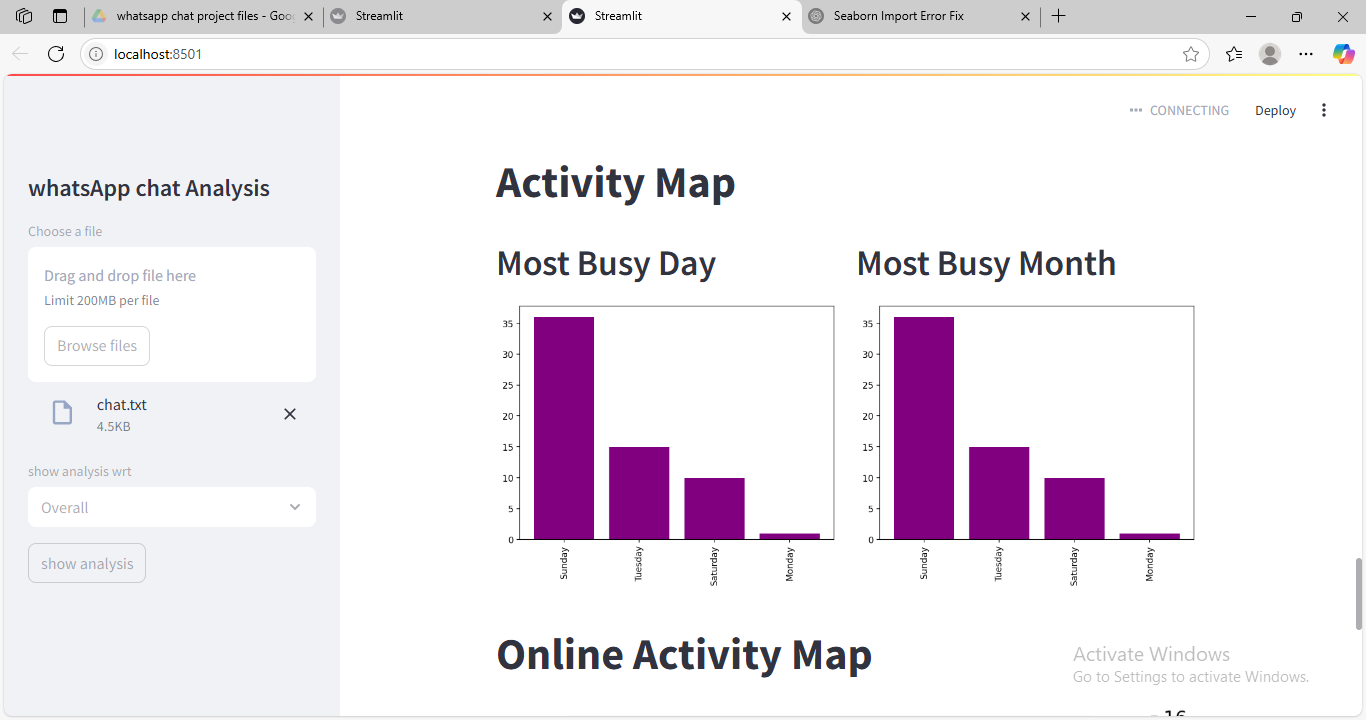 whatsapp chat project files - Goo
Streamlit
Streamlit
Seaborn Import Error Fix
localhost:8501
CONNECTING
Deploy
whatsApp chat Analysis
Choose a file
Drag and drop file here
Limit 200MB per file
Browse files
chat.txt
4.5KB
show analysis wrt
Overall
show analysis
Activity Map
Most Busy Day
Most Busy Month
35
30
25
20
15
10
5
0
Sunday
Tuesday
Saturday
Monday
35
30
25
20
15
10
5
0
Sunday
Tuesday
Saturday
Monday
Online Activity Map
Activate Windows
Go to Settings to activate Windows.
16